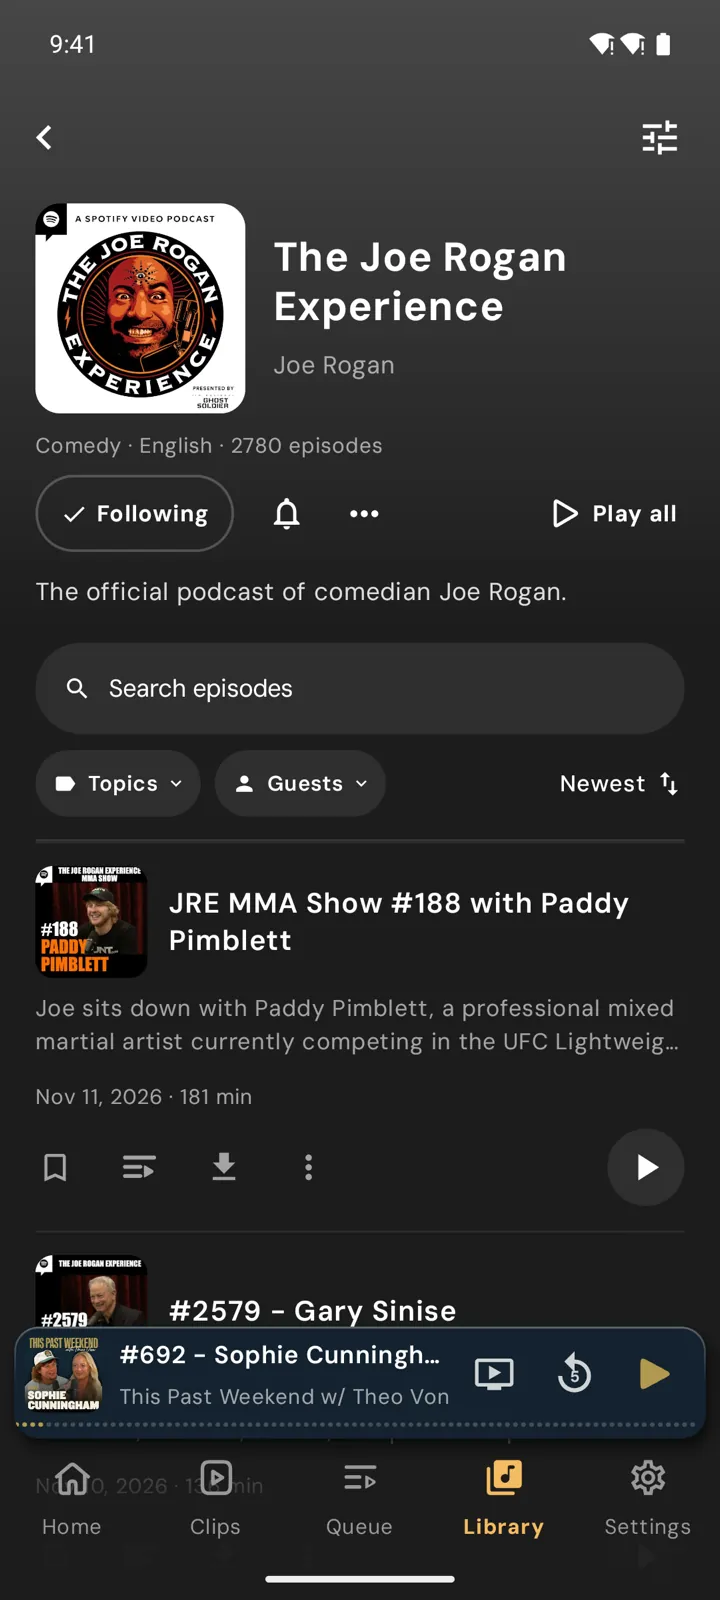 9:41
A SPOTIFY VIDEO PODCAST
THE JOE ROGAN
EXPERIENCE
PRESENTED BY
GHOST
SOLDIER
The Joe Rogan
Experience
Joe Rogan
Comedy · English · 2780 episodes
Following
Play all
The official podcast of comedian Joe Rogan.
Search episodes
Topics
Guests
Newest
THE JOE ROGAN EXPERIENCE
MMA SHOW
#188
PADDY
PIMBLETT
JRE MMA Show #188 with Paddy
Pimblett
Joe sits down with Paddy Pimblett, a professional mixed
martial artist currently competing in the UFC Lightweig…
Nov 11, 2026 · 181 min
THE JOE ROGAN EXPERIENCE
#2579
#2579 – Gary Sinise
THIS PAST WEEKEND
SOPHIE
CUNNINGHAM
#692 - Sophie Cunningh...
This Past Weekend w/ Theo Von
5
Home
Clips
Queue
Library
Settings